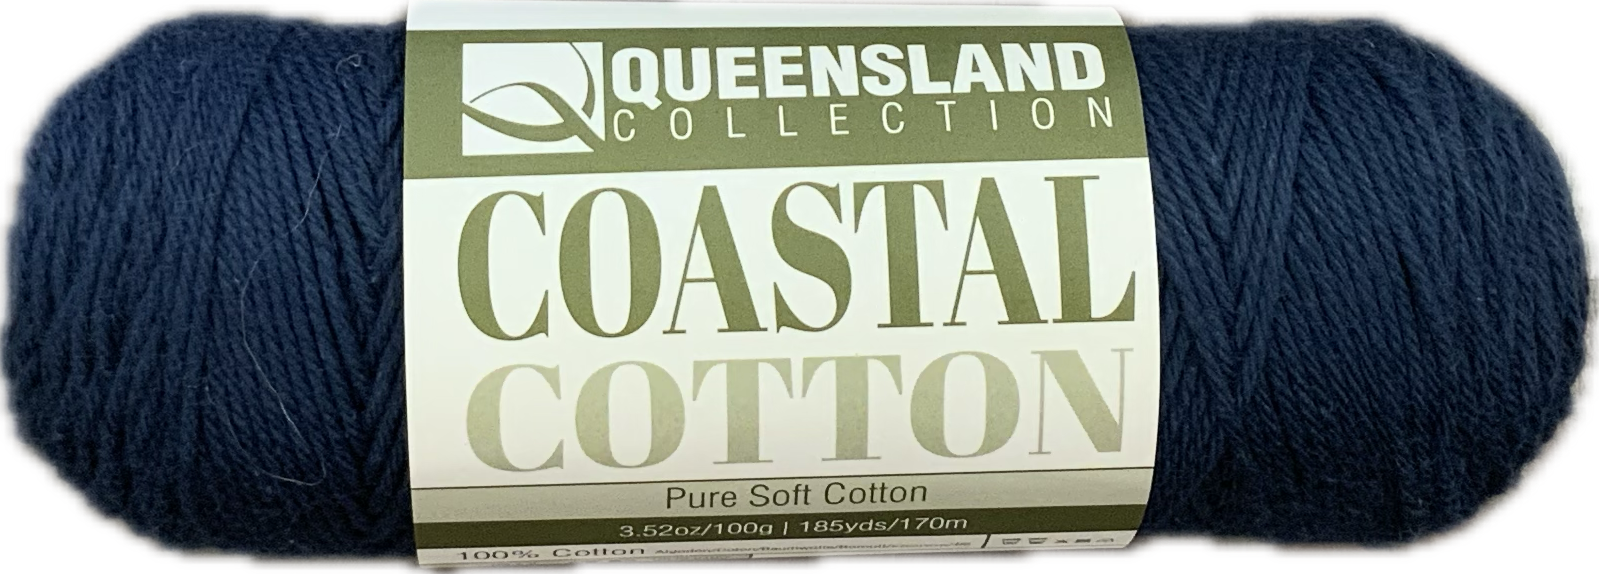 QUEENSLAND
COLLECTION
COASTAL
COTTON
Pure Soft Cotton
3.52oz/100g | 185yds/170m
100% Cotton